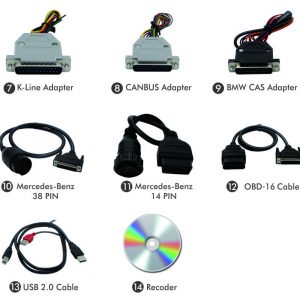 7 K-Line Adapter
8 CANBUS Adapter
9 BMW CAS Adapter
10 Mercedes-Benz
38 PIN
11 Mercedes-Benz
14 PIN
12 OBD-16 Cable
13 USB 2.0 Cable
14 Recoder